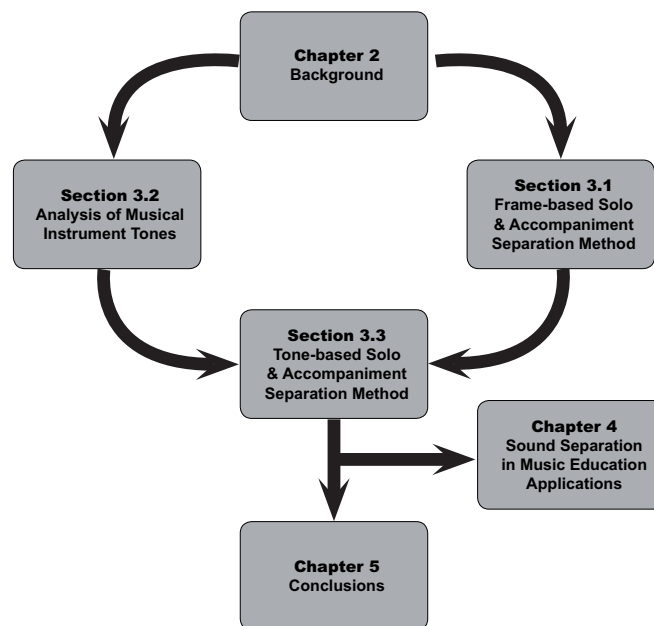 Chapter 2
Background
Section 3.2
Analysis of Musical
Instrument Tones
Section 3.1
Frame-based Solo
& Accompaniment
Separation Method
Section 3.3
Tone-based Solo
& Accompaniment
Separation Method
Chapter 4
Sound Separation
in Music Education
Applications
Chapter 5
Conclusions